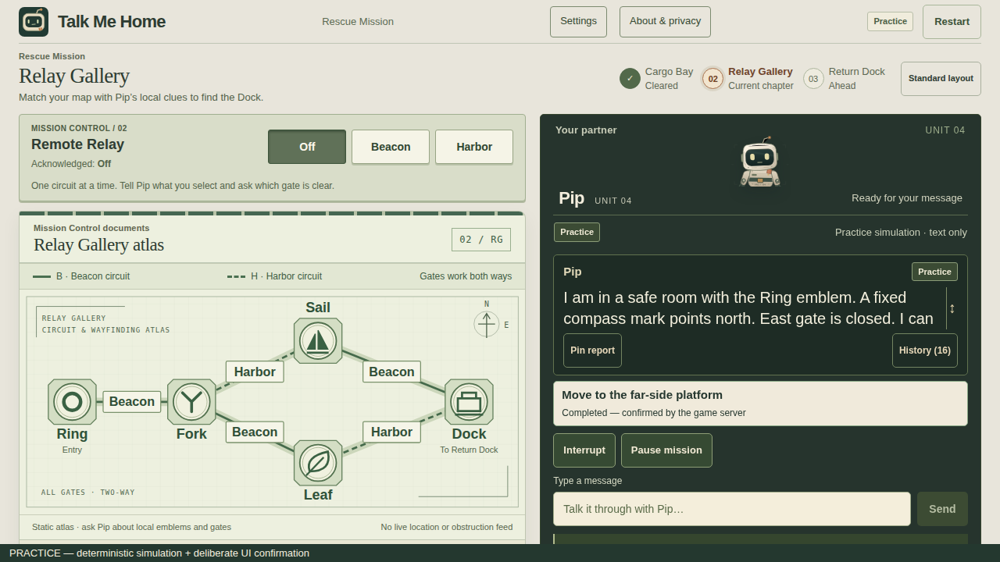 Talk Me Home
Rescue Mission
Settings
About & privacy
Practice
Restart
Rescue Mission
Relay Gallery
Match your map with Pip's local clues to find the Dock.
✓
Cargo Bay
Cleared
02
Relay Gallery
Current chapter
03
Return Dock
Ahead
Standard layout
MISSION CONTROL / 02
Remote Relay
Acknowledged: Off
Off
Beacon
Harbor
One circuit at a time. Tell Pip what you select and ask which gate is clear.
Mission Control documents
Relay Gallery atlas
02 / RG
B · Beacon circuit
H · Harbor circuit
Gates work both ways
RELAY GALLERY
CIRCUIT & WAYFINDING ATLAS
N
E
Sail
Harbor
Beacon
Beacon
Ring
Entry
Fork
Beacon
Harbor
Dock
To Return Dock
Leaf
ALL GATES · TWO-WAY
Static atlas · ask Pip about local emblems and gates
No live location or obstruction feed
Your partner
UNIT 04
Pip
UNIT 04
Ready for your message
Practice
Practice simulation · text only
Pip
Practice
I am in a safe room with the Ring emblem. A fixed
compass mark points north. East gate is closed. I can
↕
Pin report
History (16)
Move to the far-side platform
Completed — confirmed by the game server
Interrupt
Pause mission
Type a message
Talk it through with Pip…
Send
PRACTICE — deterministic simulation + deliberate UI confirmation